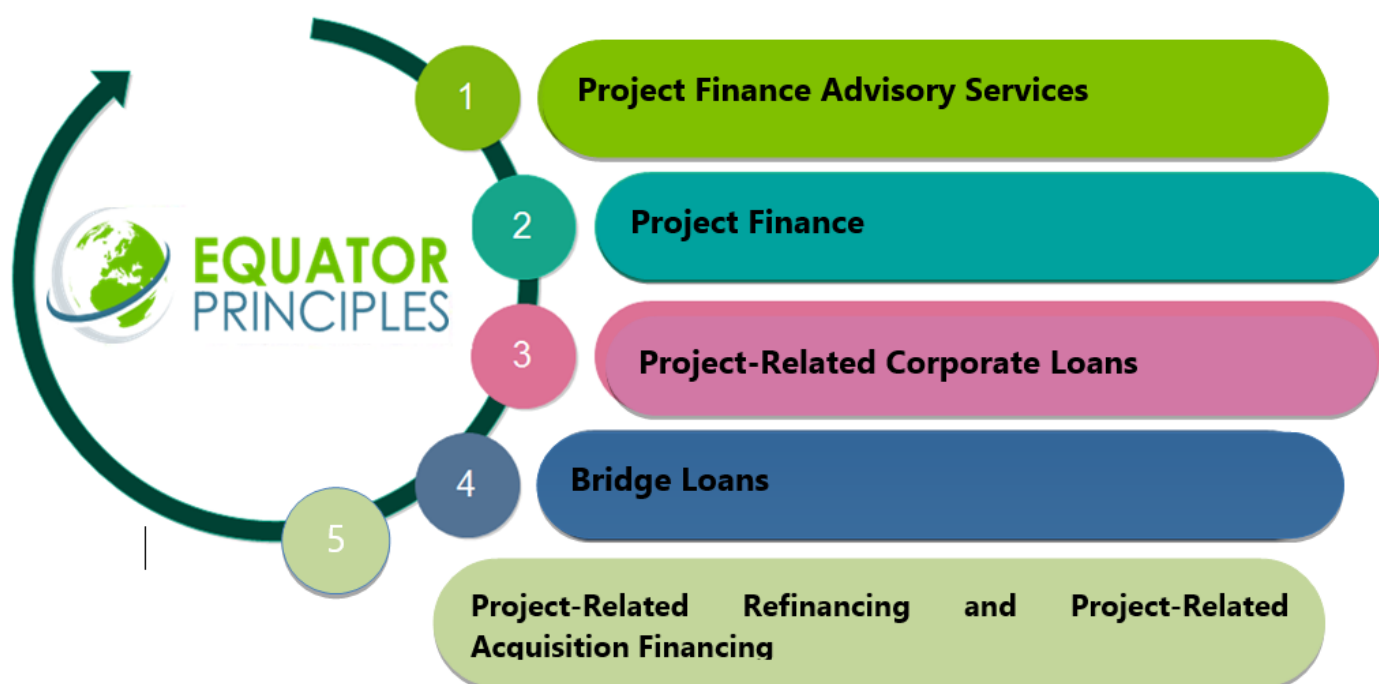 1
Project Finance Advisory Services
2
Project Finance
EQUATOR
PRINCIPLES
3
Project-Related Corporate Loans
4
Bridge Loans
5
Project-Related Refinancing and Project-Related
Acquisition Financing